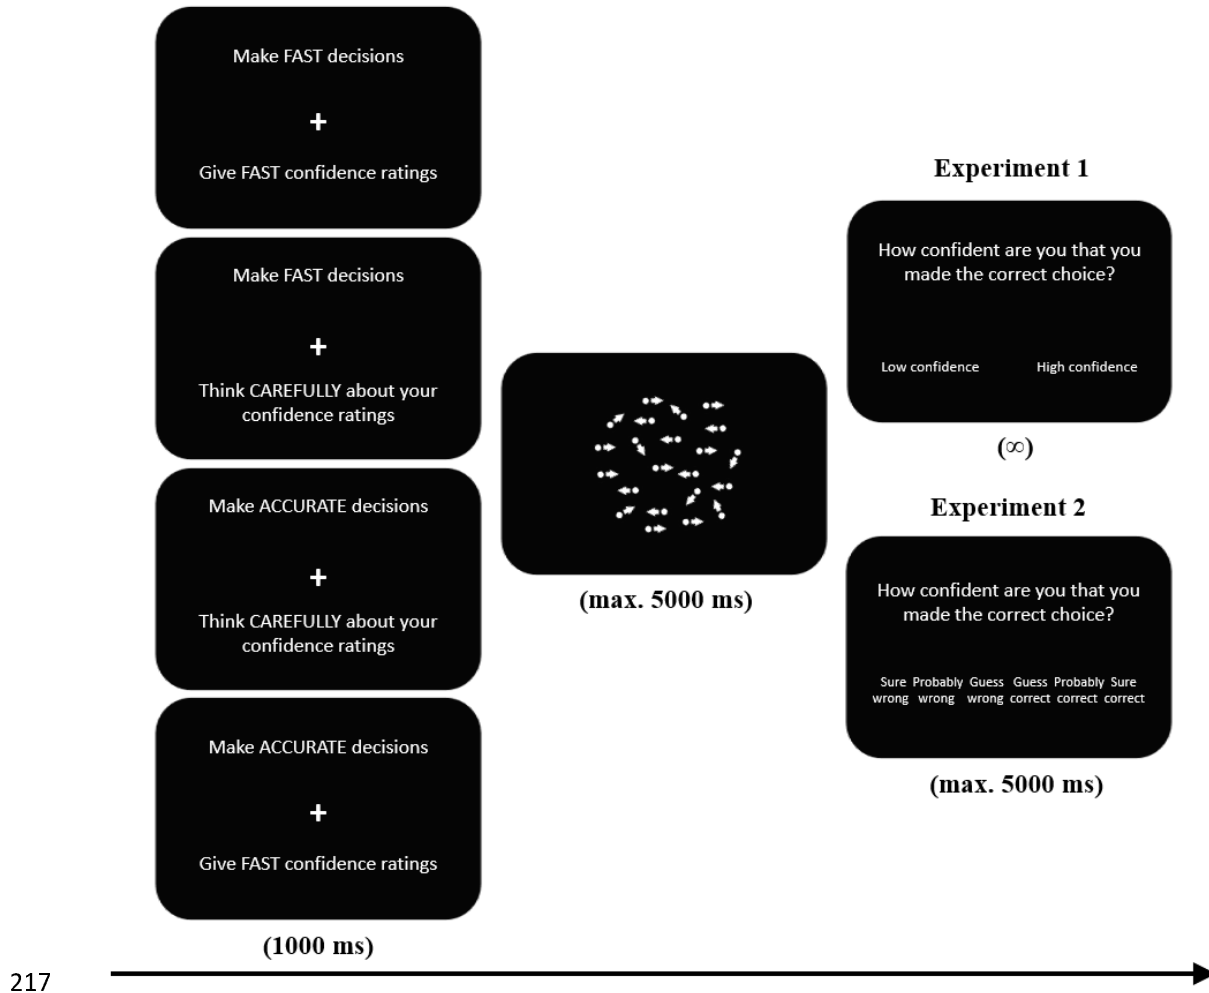 Make FAST decisions
+
Give FAST confidence ratings
Make FAST decisions
+
Think CAREFULLY about your
confidence ratings
Make ACCURATE decisions
+
Think CAREFULLY about your
confidence ratings
Make ACCURATE decisions
+
Give FAST confidence ratings
(1000 ms)
(max. 5000 ms)
Experiment 1
How confident are you that you
made the correct choice?
Low confidence High confidence
(∞)
Experiment 2
How confident are you that you
made the correct choice?
Sure Probably Guess Guess Probably Sure
wrong wrong wrong correct correct correct
(max. 5000 ms)
217